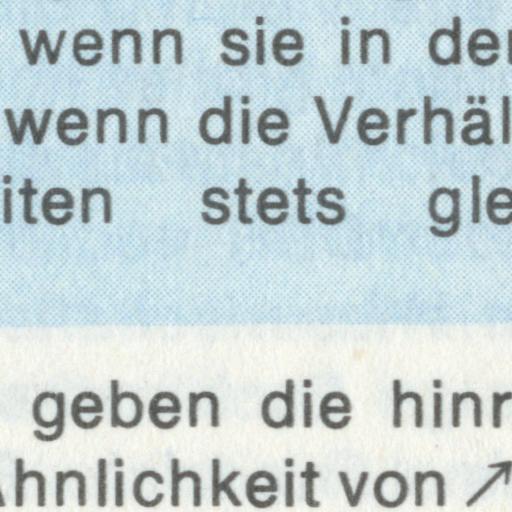 wenn sie in der
wenn die Verhäl
iten stets gle
geben die hinr
Ähnlichkeit von ↗